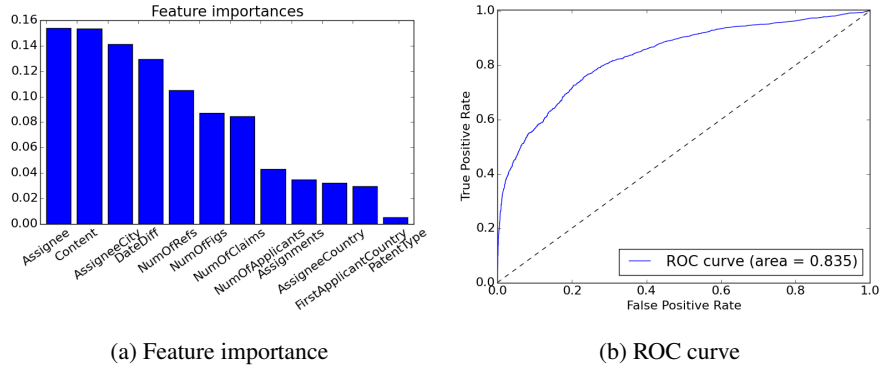 Feature importances
0.16
0.14
0.12
0.10
0.08
0.06
0.04
0.02
0.00
Assignee
Content
AssigneeCity
DateDiff
NumOfRefs
NumOfFigs
NumOfClaims
NumOfApplicants
Assignments
AssigneeCountry
FirstApplicantCountry
PatentType
(a) Feature importance
True Positive Rate
1.0
0.8
0.6
0.4
0.2
0.0
ROC curve (area = 0.835)
0.0 0.2 0.4 0.6 0.8 1.0
False Positive Rate
(b) ROC curve